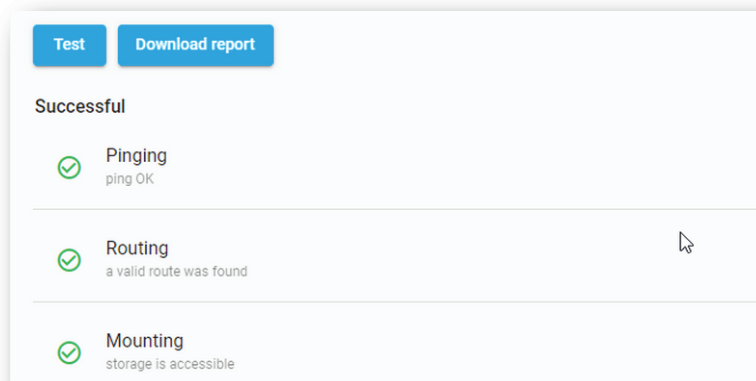 Test
Download report
Successful
Pinging
ping OK
Routing
a valid route was found
Mounting
storage is accessible